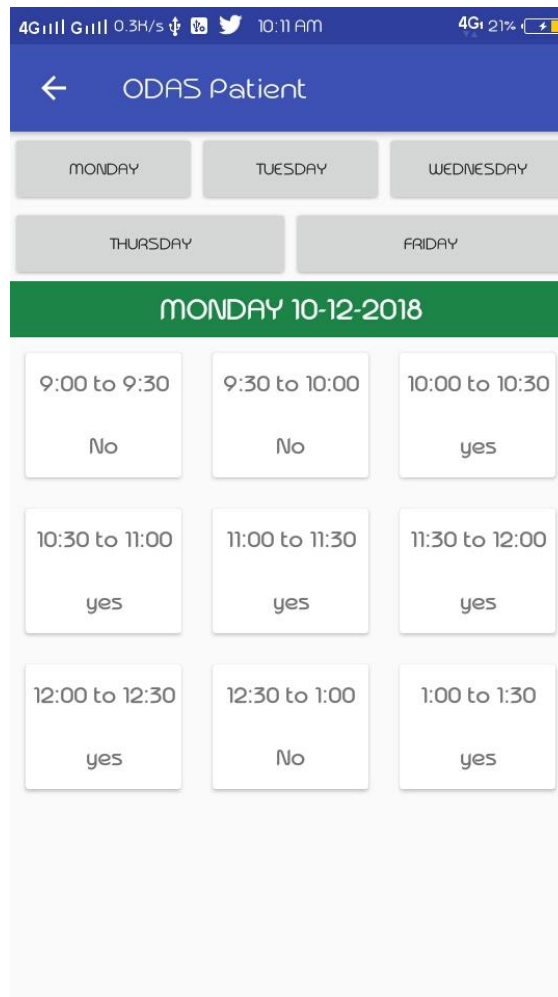 4G G 0.3K/s 10:11 AM 4G 21%
ODAS Patient
MONDAY TUESDAY WEDNESDAY
THURSDAY FRIDAY
MONDAY 10-12-2018
9:00 to 9:30 9:30 to 10:00 10:00 to 10:30
No No yes
10:30 to 11:00 11:00 to 11:30 11:30 to 12:00
yes yes yes
12:00 to 12:30 12:30 to 1:00 1:00 to 1:30
yes No yes